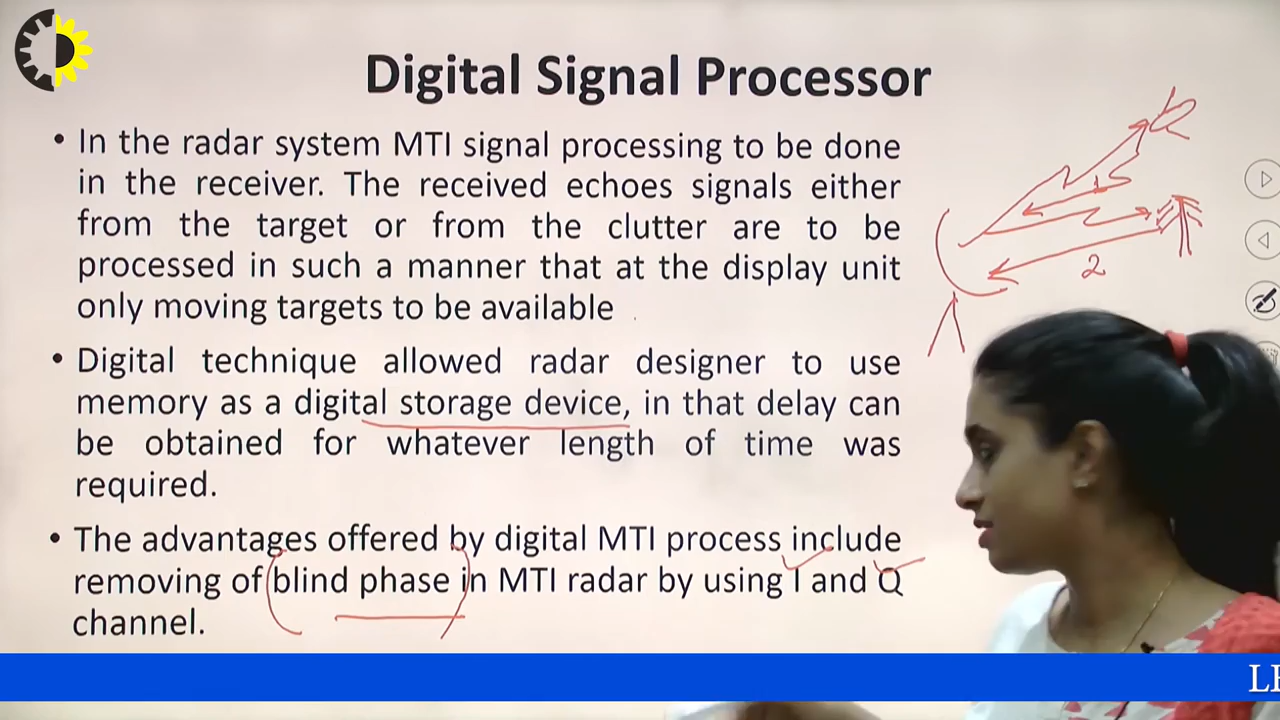 Digital Signal Processor
• In the radar system MTI signal processing to be done
in the receiver. The received echoes signals either
from the target or from the clutter are to be
processed in such a manner that at the display unit
only moving targets to be available
• Digital technique allowed radar designer to use
memory as a digital storage device, in that delay can
be obtained for whatever length of time was
required.
• The advantages offered by digital MTI process include
removing of blind phase in MTI radar by using I and Q
channel.
1
2